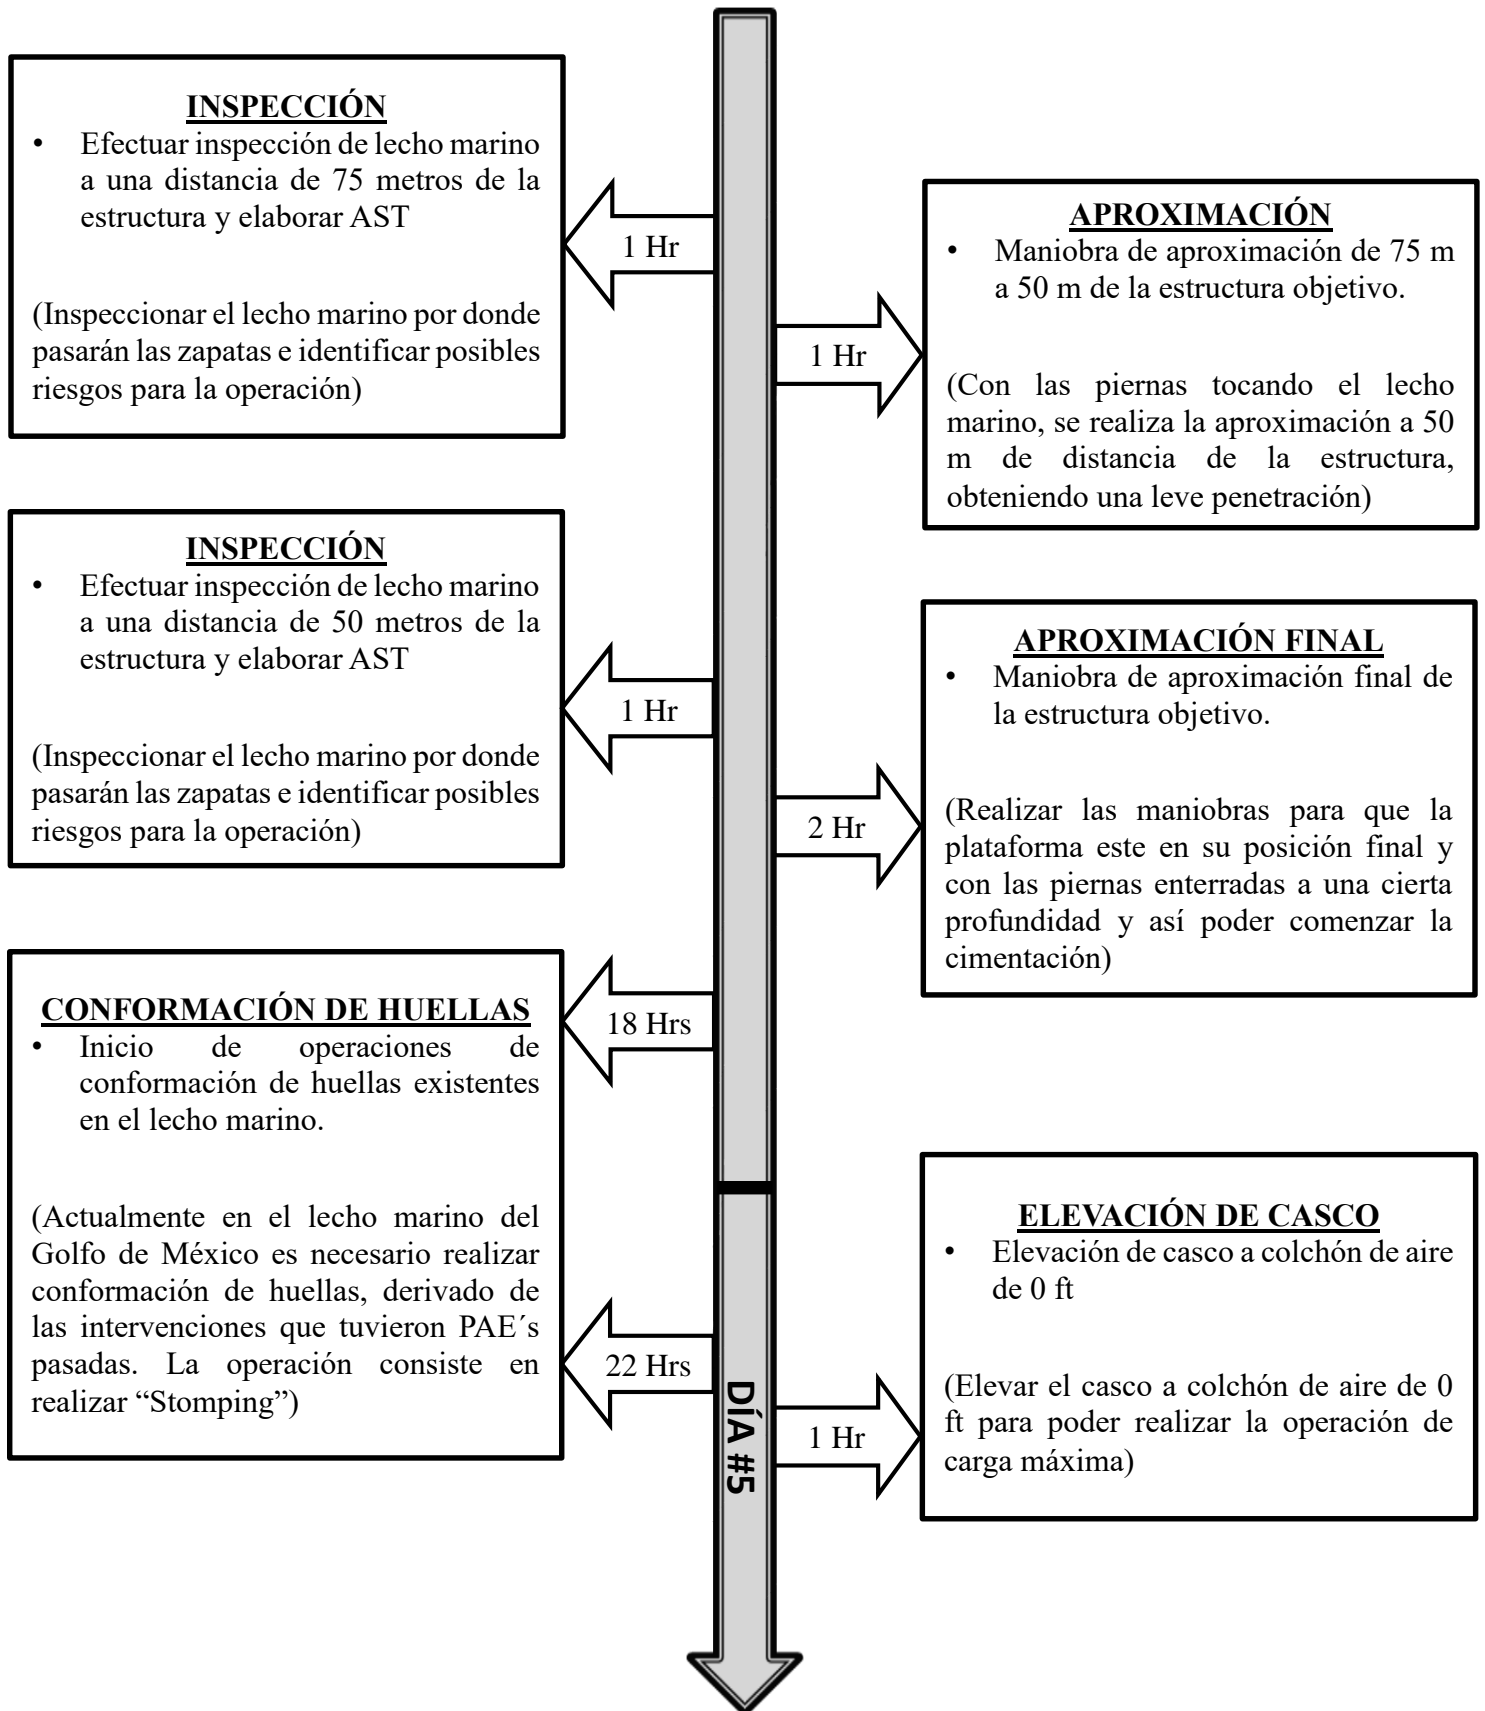 INSPECCIÓN
• Efectuar inspección de lecho marino
a una distancia de 75 metros de la
estructura y elaborar AST
(Inspeccionar el lecho marino por donde
pasarán las zapatas e identificar posibles
riesgos para la operación)
1 Hr
APROXIMACIÓN
• Maniobra de aproximación de 75 m
a 50 m de la estructura objetivo.
(Con las piernas tocando el lecho
marino, se realiza la aproximación a 50
m de distancia de la estructura,
obteniendo una leve penetración)
1 Hr
INSPECCIÓN
• Efectuar inspección de lecho marino
a una distancia de 50 metros de la
estructura y elaborar AST
(Inspeccionar el lecho marino por donde
pasarán las zapatas e identificar posibles
riesgos para la operación)
1 Hr
APROXIMACIÓN FINAL
• Maniobra de aproximación final de
la estructura objetivo.
(Realizar las maniobras para que la
plataforma este en su posición final y
con las piernas enterradas a una cierta
profundidad y así poder comenzar la
cimentación)
2 Hr
CONFORMACIÓN DE HUELLAS
• Inicio de operaciones de
conformación de huellas existentes
en el lecho marino.
(Actualmente en el lecho marino del
Golfo de México es necesario realizar
conformación de huellas, derivado de
las intervenciones que tuvieron PAE´s
pasadas. La operación consiste en
realizar “Stomping”)
18 Hrs
22 Hrs
DÍA #5
ELEVACIÓN DE CASCO
• Elevación de casco a colchón de aire
de 0 ft
(Elevar el casco a colchón de aire de 0
ft para poder realizar la operación de
carga máxima)
1 Hr